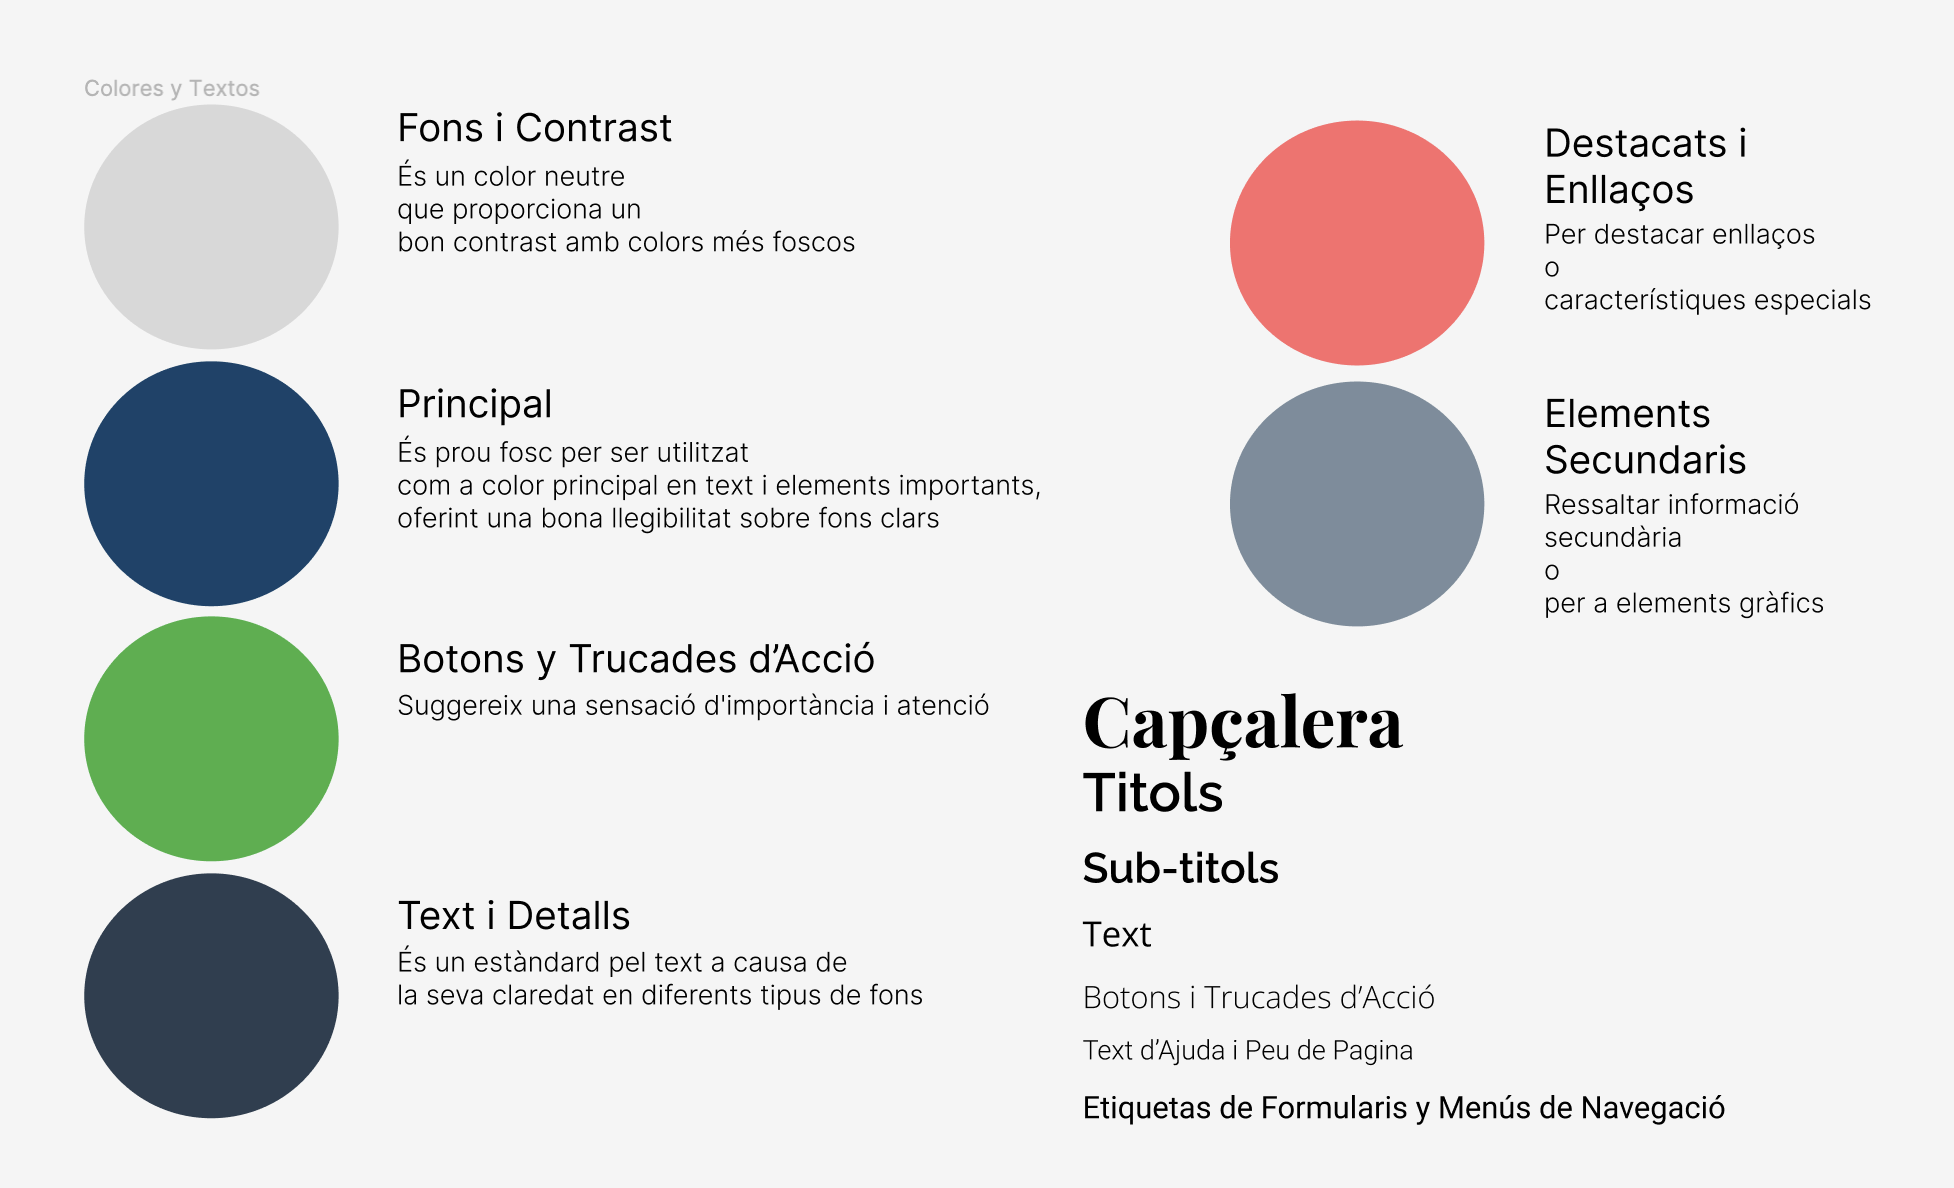 Colores y Textos
Fons i Contrast
És un color neutre
que proporciona un
bon contrast amb colors més foscos
Principal
És prou fosc per ser utilitzat
com a color principal en text i elements importants,
oferint una bona llegibilitat sobre fons clars
Botons y Trucades d’Acció
Suggereix una sensació d'importància i atenció
Text i Detalls
És un estàndard pel text a causa de
la seva claredat en diferents tipus de fons
Destacats i
Enllaços
Per destacar enllaços
o
característiques especials
Elements
Secundaris
Ressaltar informació
secundària
o
per a elements gràfics
Capçalera
Titols
Sub-titols
Text
Botons i Trucades d’Acció
Text d’Ajuda i Peu de Pagina
Etiquetas de Formularis y Menús de Navegació